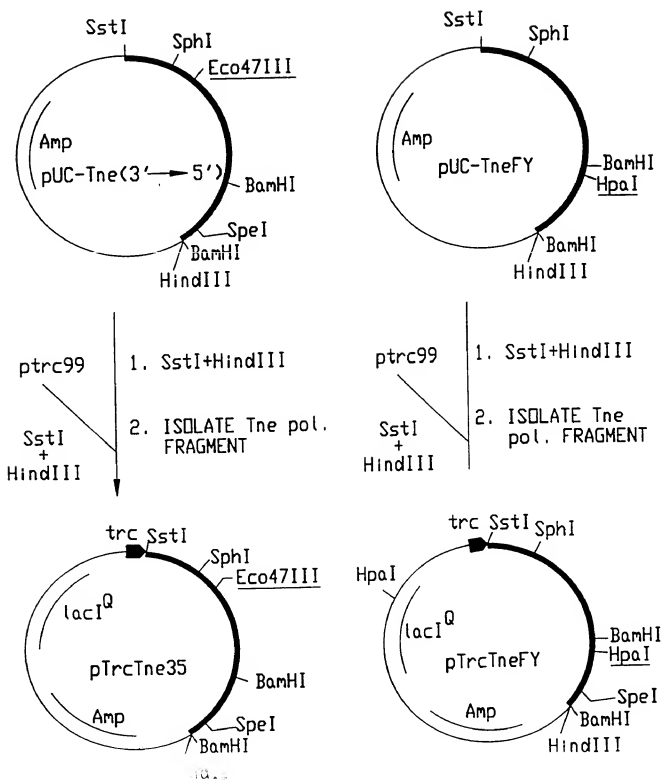 SstI
SphI
Eco47III
Amp
pUC-Tne(3′ → 5′)
BamHI
SpeI
BamHI
HindIII
SstI
SphI
Amp
pUC-TneFY
BamHI
HpaI
BamHI
HindIII
ptrc99
SstI
+
HindIII
1. SstI+HindIII
2. ISOLATE Tne pol.
FRAGMENT
ptrc99
SstI
+
HindIII
1. SstI+HindIII
2. ISOLATE Tne
pol. FRAGMENT
trc
SstI
SphI
Eco47III
lacI^Q
pTrcTne35
BamHI
Amp
SpeI
BamHI
trc
SstI
SphI
HpaI
lacI^Q
pTrcTneFY
BamHI
HpaI
Amp
SpeI
BamHI
HindIII